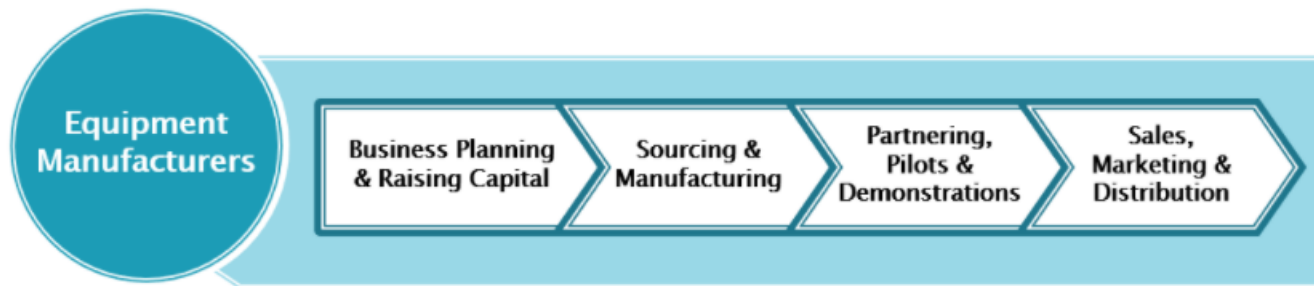 Equipment
Manufacturers
Business Planning
& Raising Capital
Sourcing &
Manufacturing
Partnering,
Pilots &
Demonstrations
Sales,
Marketing &
Distribution